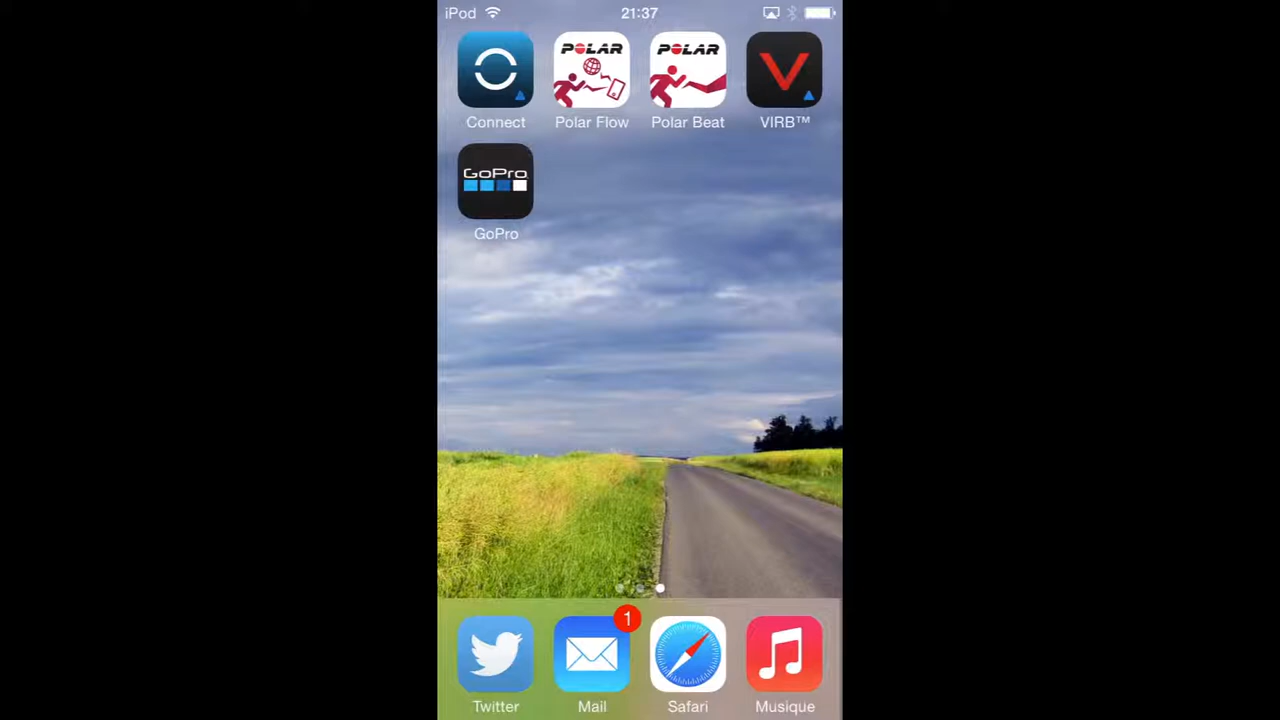 iPod 21:37
POLAR POLAR V
Connect Polar Flow Polar Beat VIRB™
GoPro
GoPro
1
Twitter Mail Safari Musique